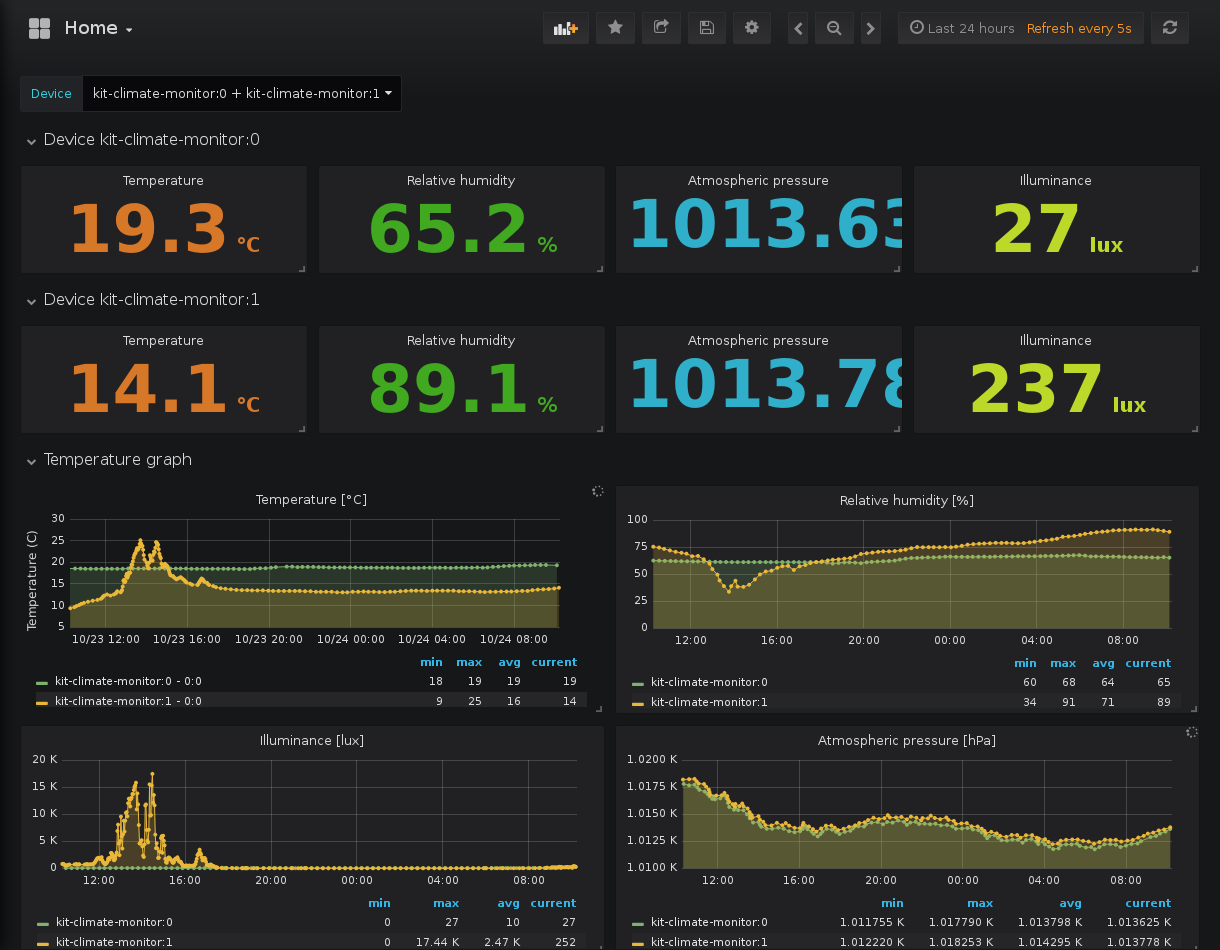 Home
Last 24 hours Refresh every 5s
Device kit-climate-monitor:0 + kit-climate-monitor:1
Device kit-climate-monitor:0
Temperature Relative humidity Atmospheric pressure Illuminance
19.3 °C 65.2 % 1013.63 27 lux
Device kit-climate-monitor:1
Temperature Relative humidity Atmospheric pressure Illuminance
14.1 °C 89.1 % 1013.78 237 lux
Temperature graph
Temperature [°C]
Temperature (C)
30
25
20
15
10
5
10/23 12:00 10/23 16:00 10/23 20:00 10/24 00:00 10/24 04:00 10/24 08:00
min max avg current
kit-climate-monitor:0 - 0:0 18 19 19 19
kit-climate-monitor:1 - 0:0 9 25 16 14
Relative humidity [%]
100
75
50
25
0
12:00 16:00 20:00 00:00 04:00 08:00
min max avg current
kit-climate-monitor:0 60 68 64 65
kit-climate-monitor:1 34 91 71 89
Illuminance [lux]
20 K
15 K
10 K
5 K
0
12:00 16:00 20:00 00:00 04:00 08:00
min max avg current
kit-climate-monitor:0 0 27 10 27
kit-climate-monitor:1 0 17.44 K 2.47 K 252
Atmospheric pressure [hPa]
1.0200 K
1.0175 K
1.0150 K
1.0125 K
1.0100 K
12:00 16:00 20:00 00:00 04:00 08:00
min max avg current
kit-climate-monitor:0 1.011755 K 1.017790 K 1.013798 K 1.013625 K
kit-climate-monitor:1 1.012220 K 1.018253 K 1.014295 K 1.013778 K